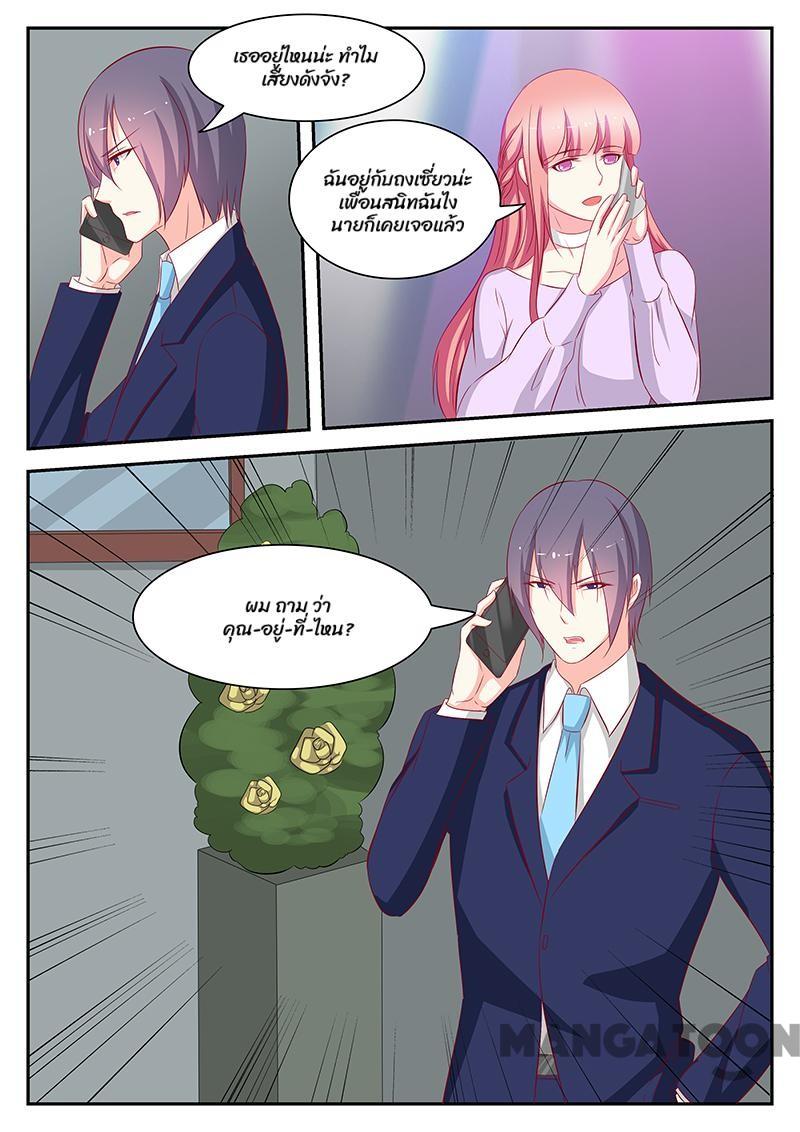 เธออยู่ไหนน่ะ ทำไม
เสียงดังจัง?
ฉันอยู่กับถงเซี่ยวน่ะ
เพื่อนสนิทฉันไง
นายก็เคยเจอแล้ว
ผม ถาม ว่า
คุณ-อยู่-ที่-ไหน?
MANGATOON